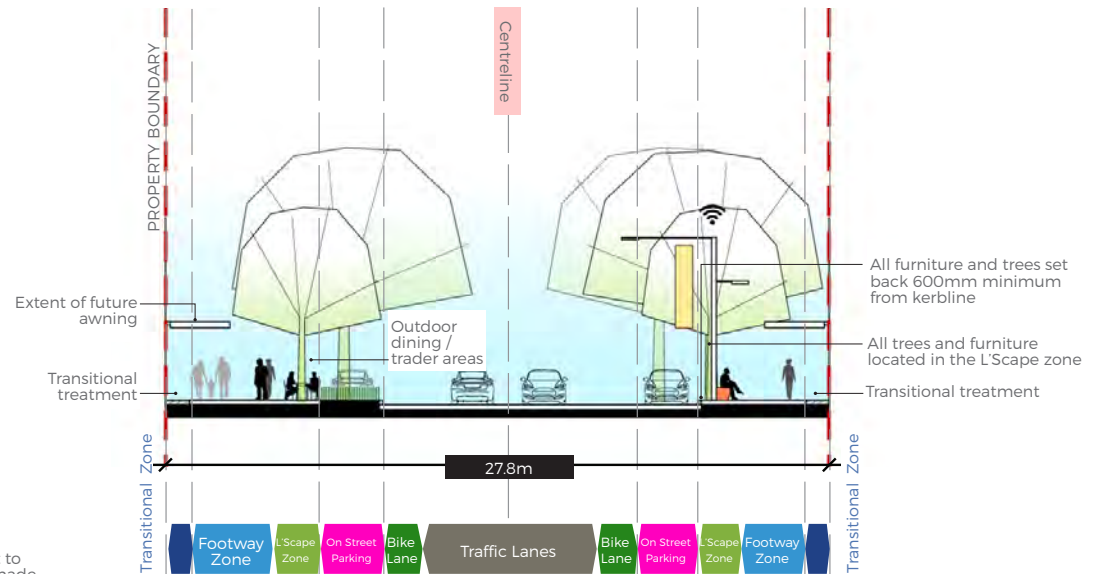 Centreline
PROPERTY BOUNDARY
Extent of future
awning
Transitional
treatment
Outdoor
dining /
trader areas
All furniture and trees set
back 600mm minimum
from kerbline
All trees and furniture
located in the L'Scape zone
Transitional treatment
27.8m
Transitional Zone
Transitional Zone
Footway
Zone
L'Scape
Zone
On Street
Parking
Bike
Lane
Traffic Lanes
Bike
Lane
On Street
Parking
L'Scape
Zone
Footway
Zone
to